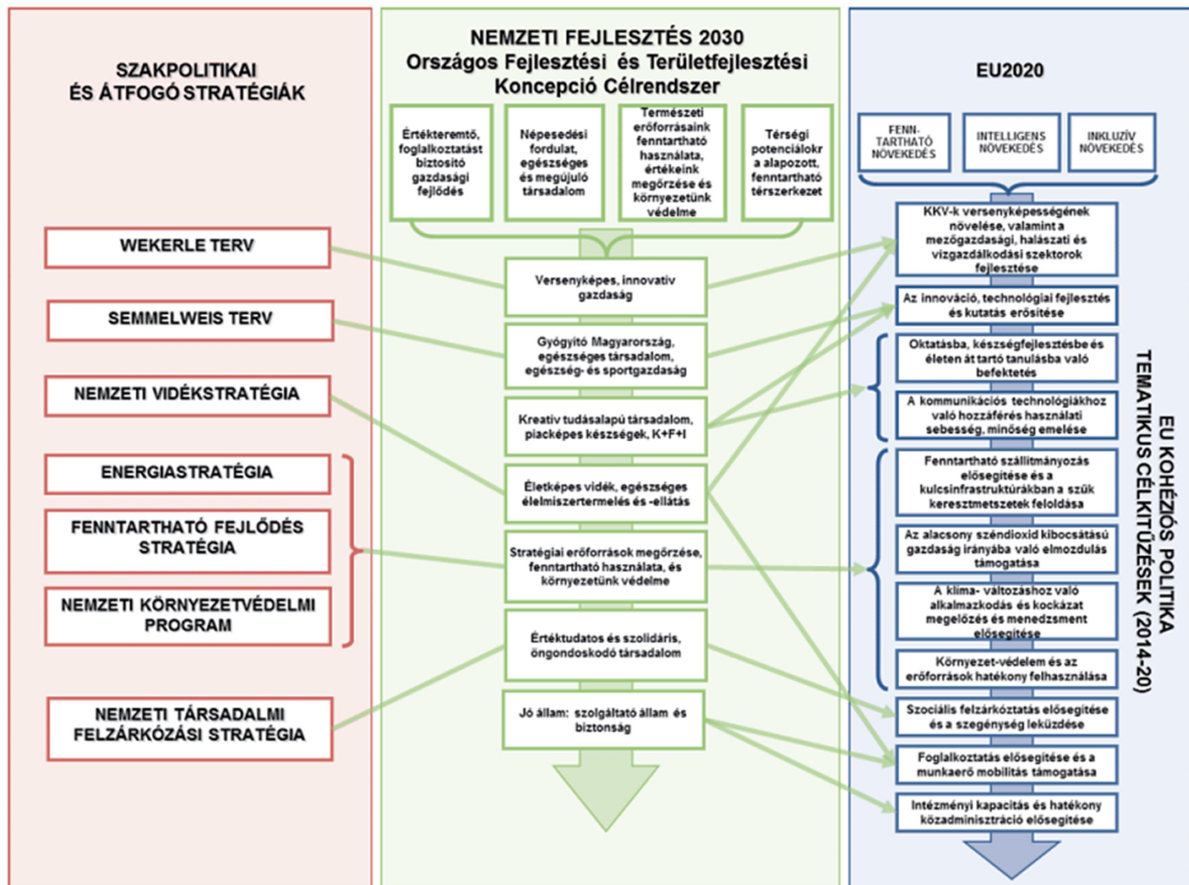 SZAKPOLITIKAI
ÉS ÁTFOGÓ STRATÉGIÁK
WEKERLE TERV
SEMMELWEIS TERV
NEMZETI VIDÉKSTRATÉGIA
ENERGIASTRATÉGIA
FENNTARTHATÓ FEJLŐDÉS
STRATÉGIA
NEMZETI KÖRNYEZETVÉDELMI
PROGRAM
NEMZETI TÁRSADALMI
FELZÁRKÓZÁSI STRATÉGIA
NEMZETI FEJLESZTÉS 2030
Országos Fejlesztési és Területfejlesztési
Koncepció Célrendszer
Értékteremtő,
foglalkoztatást
biztosító
gazdasági
fejlődés
Népesedési
fordulat,
egészséges
és megújuló
társadalom
Természeti
erőforrásaink
fenntartható
használata,
értékeink
megőrzése és
környezetünk
védelme
Térségi
potenciálokr
a alapozott,
fenntartható
térszerkezet
Versenyképes, innovatív
gazdaság
Gyógyító Magyarország,
egészséges társadalom,
egészség- és sportgazdaság
Kreatív tudásalapú társadalom,
piacképes készségek, K+F+I
Életképes vidék, egészséges
élelmiszertermelés és -ellátás
Stratégiai erőforrások megőrzése,
fenntartható használata, és
környezetünk védelme
Értéktudatos és szolidáris,
öngondoskodó társadalom
Jó állam: szolgáltató állam és
biztonság
EU2020
FENN-
TARTHATÓ
NÖVEKEDÉS
INTELLIGENS
NÖVEKEDÉS
INKLUZÍV
NÖVEKEDÉS
KKV-k versenyképességének
növelése, valamint a
mezőgazdasági, halászati és
vízgazdálkodási szektorok
fejlesztése
Az innováció, technológiai fejlesztés
és kutatás erősítése
Oktatásba, készségfejlesztésbe és
életen át tartó tanulásba való
befektetés
A kommunikációs technológiákhoz
való hozzáférés használati
sebesség, minőség emelése
Fenntartható szállítmányozás
elősegítése és a
kulcsinfrastruktúrákban a szűk
keresztmetszetek feloldása
Az alacsony széndioxid kibocsátású
gazdaság irányába való elmozdulás
támogatása
A klíma- változáshoz való
alkalmazkodás és kockázat
megelőzés és menedzsment
elősegítése
Környezet-védelem és az
erőforrások hatékony felhasználása
Szociális felzárkóztatás elősegítése
és a szegénység leküzdése
Foglalkoztatás elősegítése és a
munkaerő mobilitás támogatása
Intézményi kapacitás és hatékony
közadminisztráció elősegítése
EU KOHÉZIÓS POLITIKA
TEMATIKUS CÉLKITŰZÉSEK (2014-20)